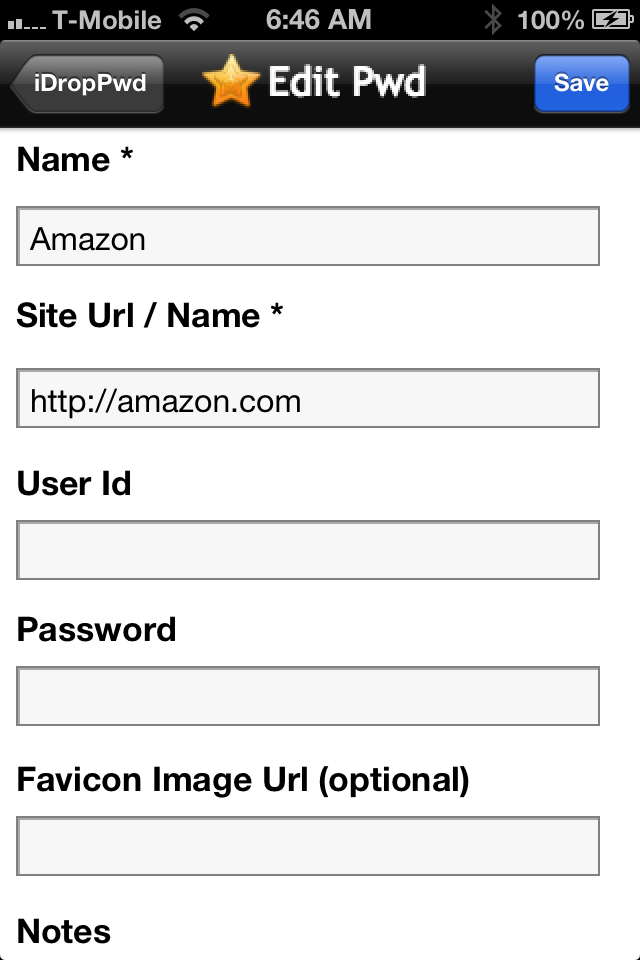 T-Mobile 6:46 AM 100%
iDropPwd Edit Pwd Save
Name *
Amazon
Site Url / Name *
http://amazon.com
User Id
Password
Favicon Image Url (optional)
Notes